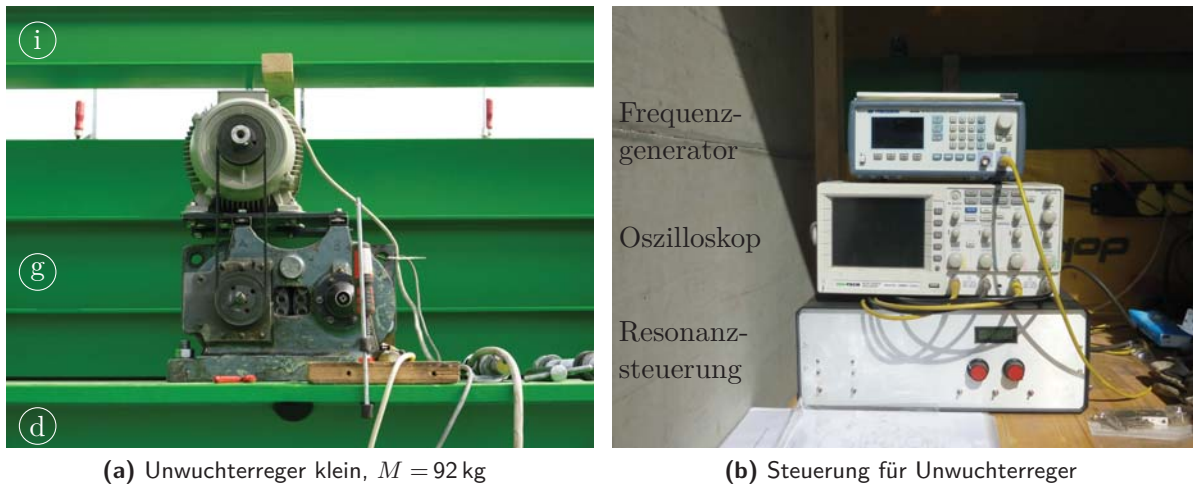 i
g
d
Frequenz-
generator
Oszilloskop
Resonanz-
steuerung
(a) Unwuchterreger klein, M = 92 kg
(b) Steuerung für Unwuchterreger